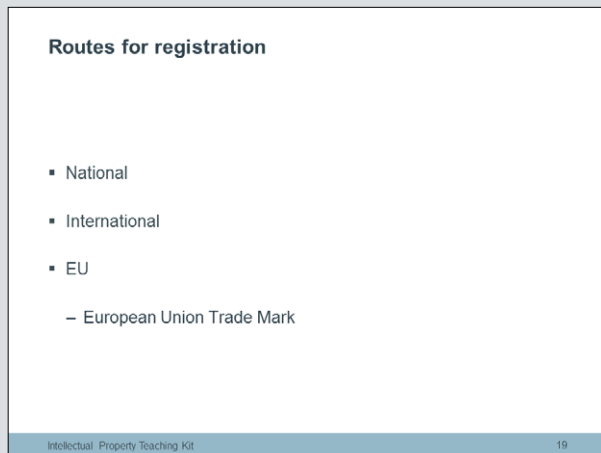 Routes for registration
▪ National
▪ International
▪ EU
– European Union Trade Mark
Intellectual Property Teaching Kit
19